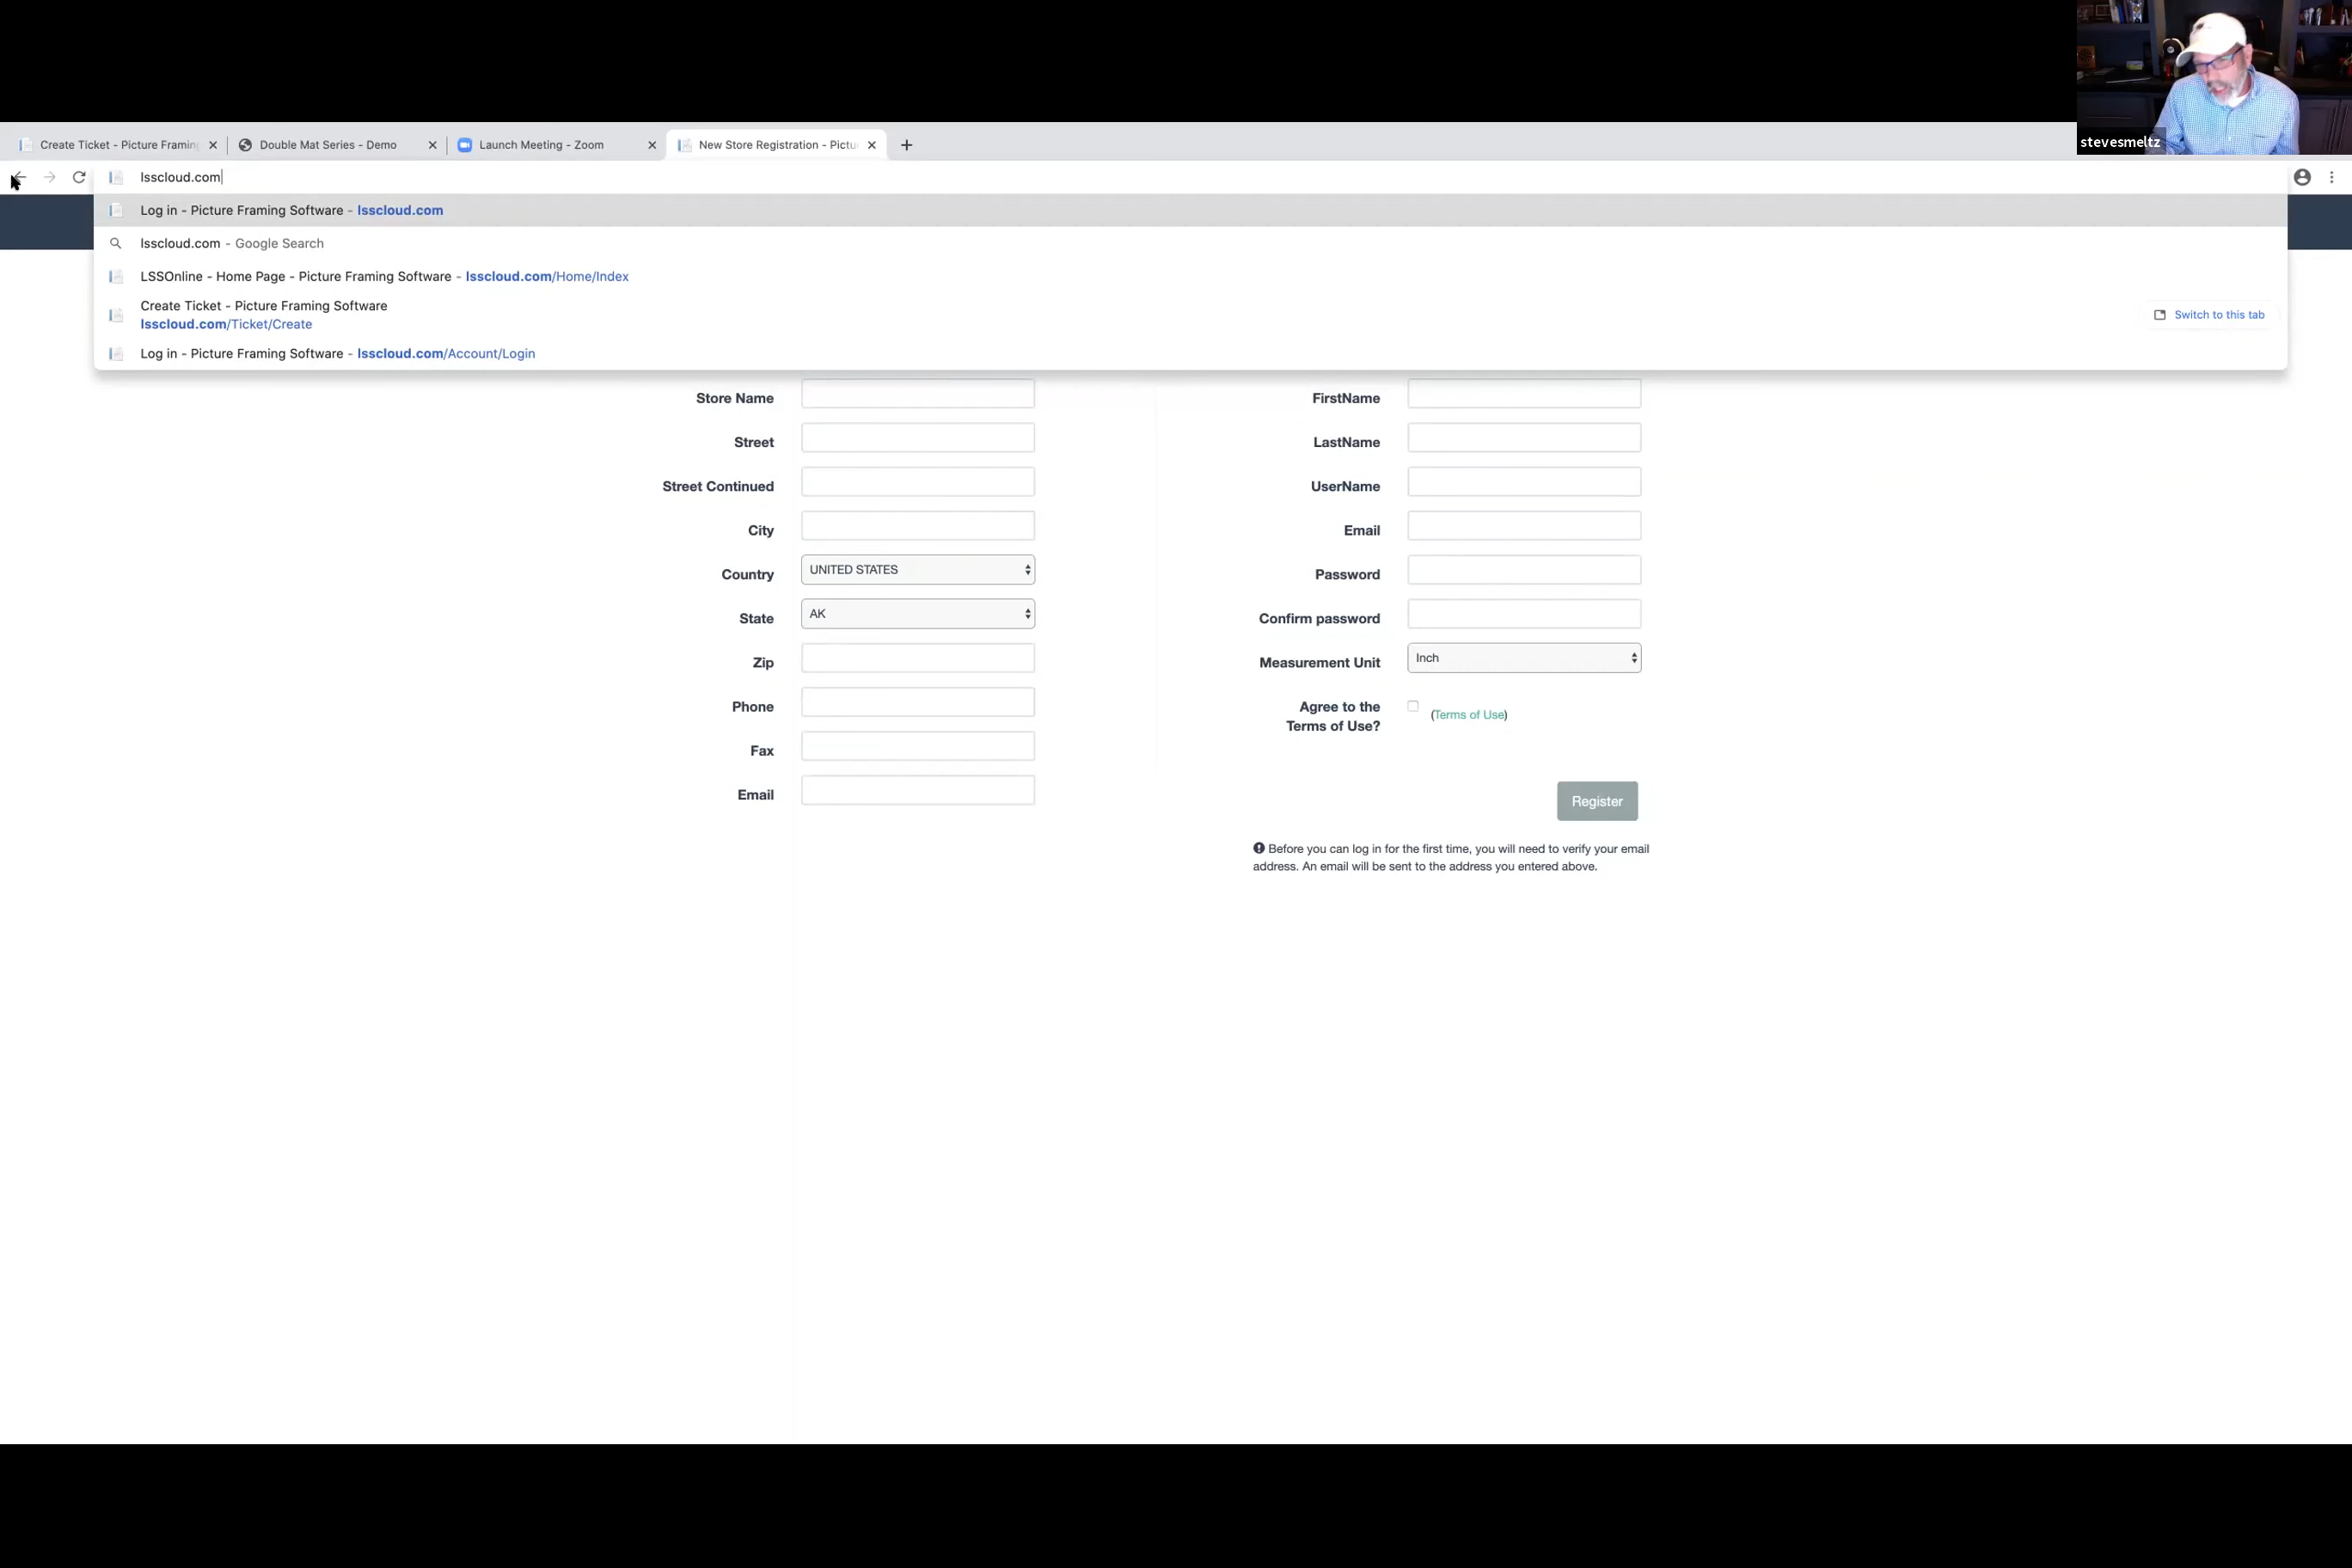 stevesmeltz
Create Ticket - Picture Framing
Double Mat Series - Demo
Launch Meeting - Zoom
New Store Registration - Pictu
lsscloud.com
Log in - Picture Framing Software - lsscloud.com
lsscloud.com - Google Search
LSSOnline - Home Page - Picture Framing Software - lsscloud.com/Home/Index
Create Ticket - Picture Framing Software
lsscloud.com/Ticket/Create
Switch to this tab
Log in - Picture Framing Software - lsscloud.com/Account/Login
Store Name
Street
Street Continued
City
Country UNITED STATES
State AK
Zip
Phone
Fax
Email
FirstName
LastName
UserName
Email
Password
Confirm password
Measurement Unit Inch
Agree to the
Terms of Use?
(Terms of Use)
Register
Before you can log in for the first time, you will need to verify your email
address. An email will be sent to the address you entered above.